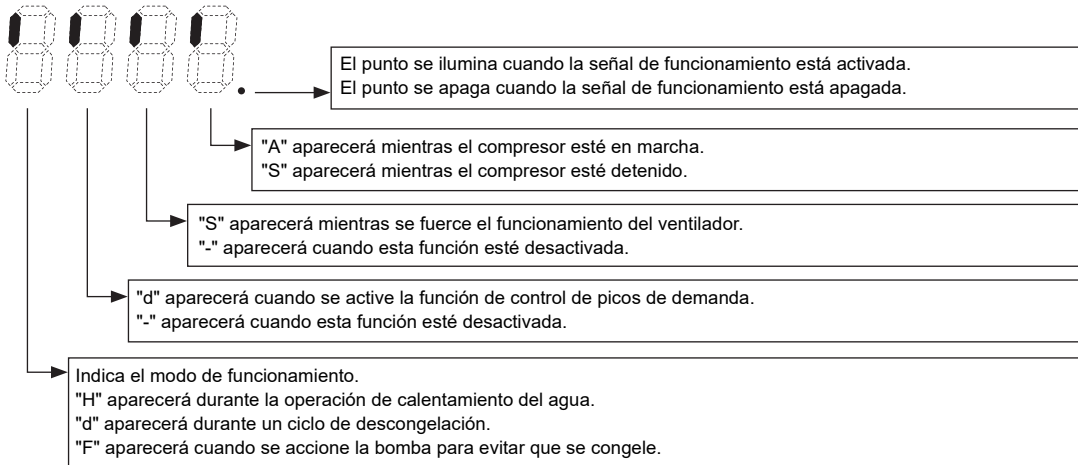 El punto se ilumina cuando la señal de funcionamiento está activada.
El punto se apaga cuando la señal de funcionamiento está apagada.
"A" aparecerá mientras el compresor esté en marcha.
"S" aparecerá mientras el compresor esté detenido.
"S" aparecerá mientras se fuerce el funcionamiento del ventilador.
"-" aparecerá cuando esta función esté desactivada.
"d" aparecerá cuando se active la función de control de picos de demanda.
"-" aparecerá cuando esta función esté desactivada.
Indica el modo de funcionamiento.
"H" aparecerá durante la operación de calentamiento del agua.
"d" aparecerá durante un ciclo de descongelación.
"F" aparecerá cuando se accione la bomba para evitar que se congele.